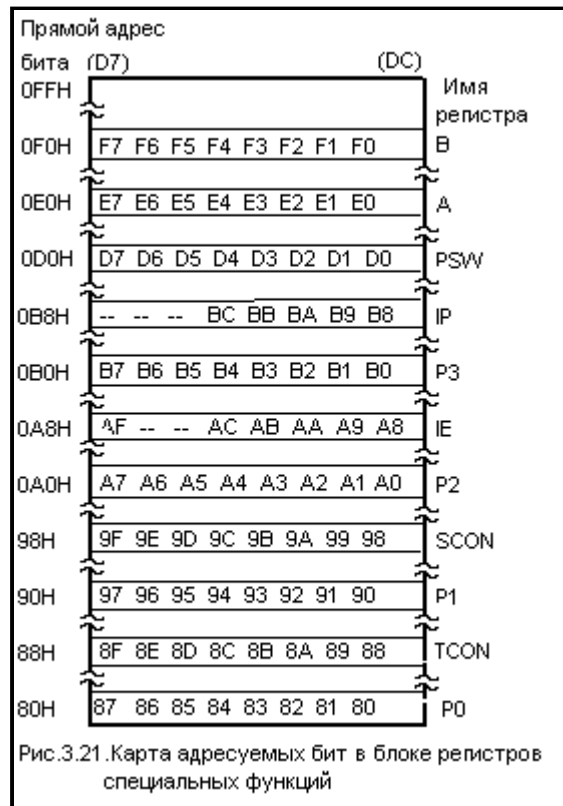 Прямой адрес
бита (D7) (DC)
0FFH Имя
регистра
0F0H F7 F6 F5 F4 F3 F2 F1 F0 B
0E0H E7 E6 E5 E4 E3 E2 E1 E0 A
0D0H D7 D6 D5 D4 D3 D2 D1 D0 PSW
0B8H -- -- -- BC BB BA B9 B8 IP
0B0H B7 B6 B5 B4 B3 B2 B1 B0 P3
0A8H AF -- -- AC AB AA A9 A8 IE
0A0H A7 A6 A5 A4 A3 A2 A1 A0 P2
98H 9F 9E 9D 9C 9B 9A 99 98 SCON
90H 97 96 95 94 93 92 91 90 P1
88H 8F 8E 8D 8C 8B 8A 89 88 TCON
80H 87 86 85 84 83 82 81 80 P0
Рис.3.21.Карта адресуемых бит в блоке регистров
специальных функций